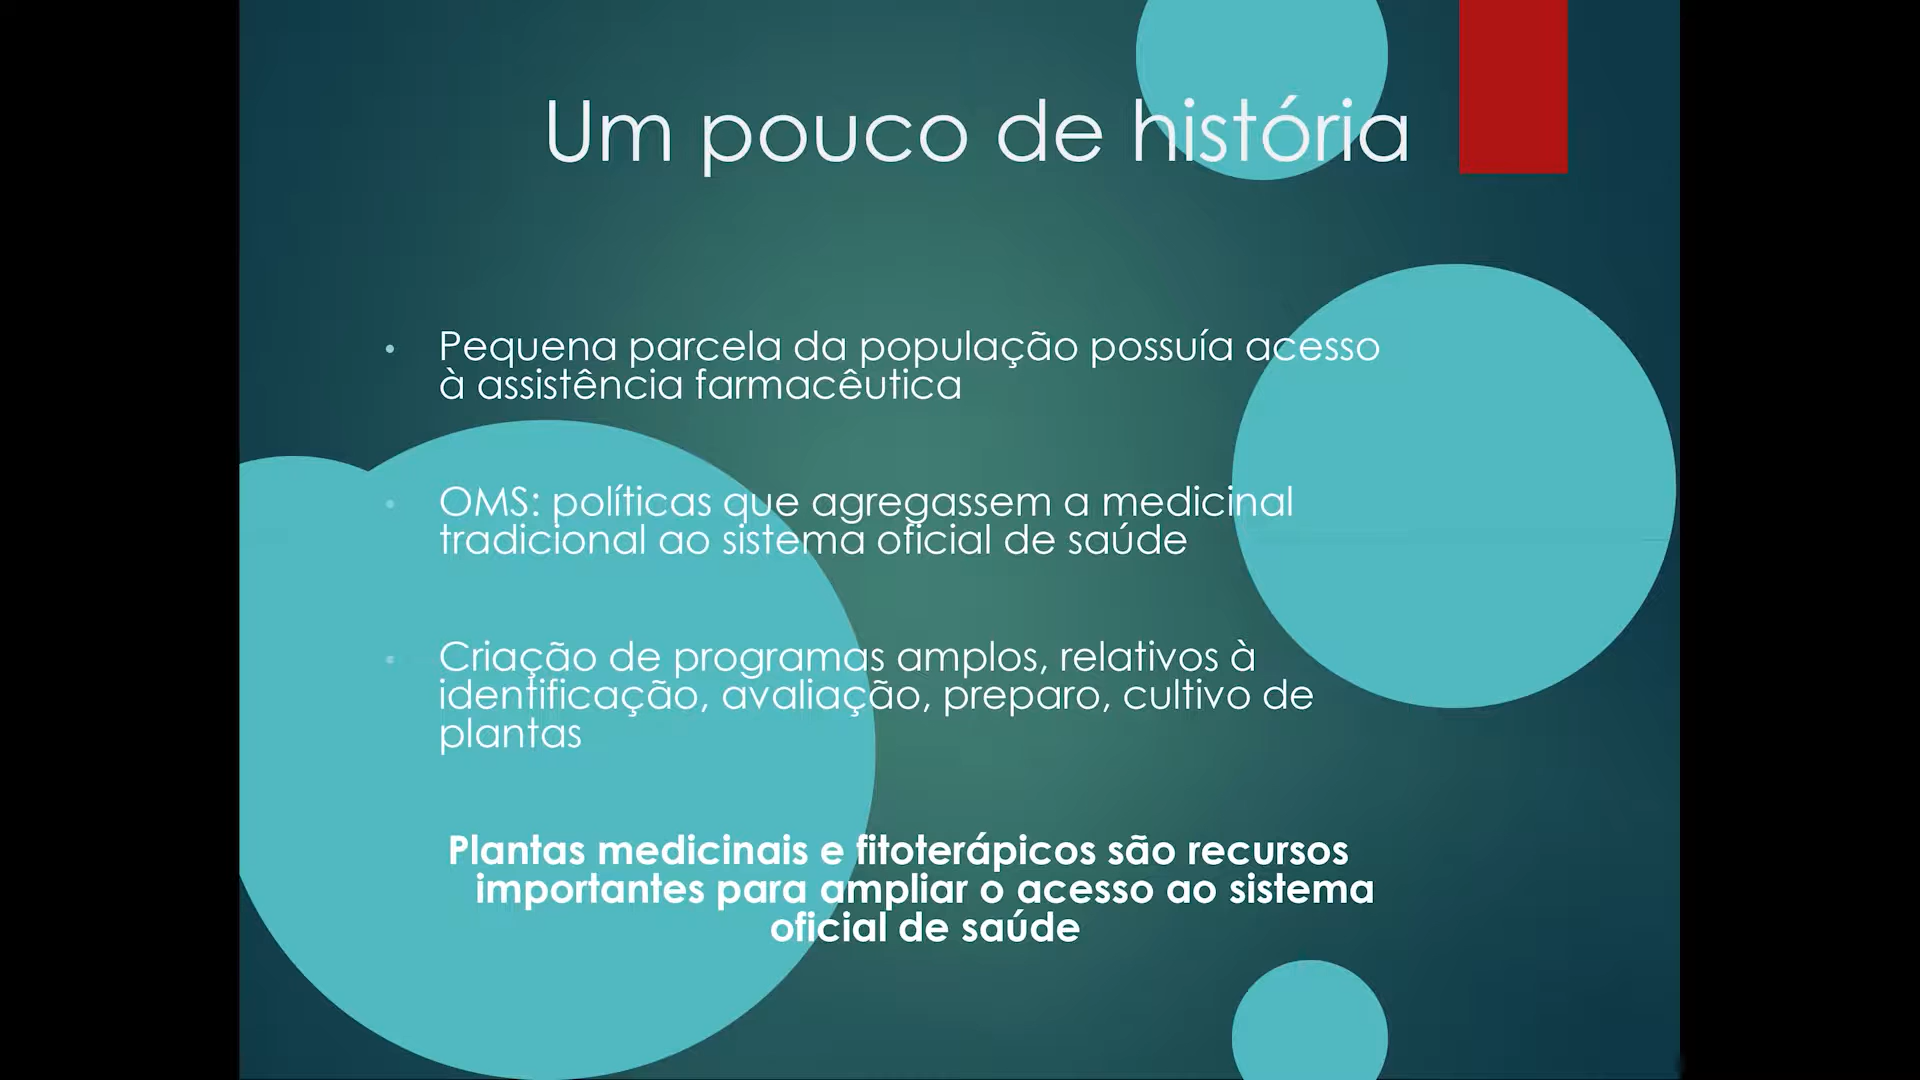 Um pouco de história
• Pequena parcela da população possuía acesso
à assistência farmacêutica
• OMS: políticas que agregassem a medicinal
tradicional ao sistema oficial de saúde
• Criação de programas amplos, relativos à
identificação, avaliação, preparo, cultivo de
plantas
Plantas medicinais e fitoterápicos são recursos
importantes para ampliar o acesso ao sistema
oficial de saúde